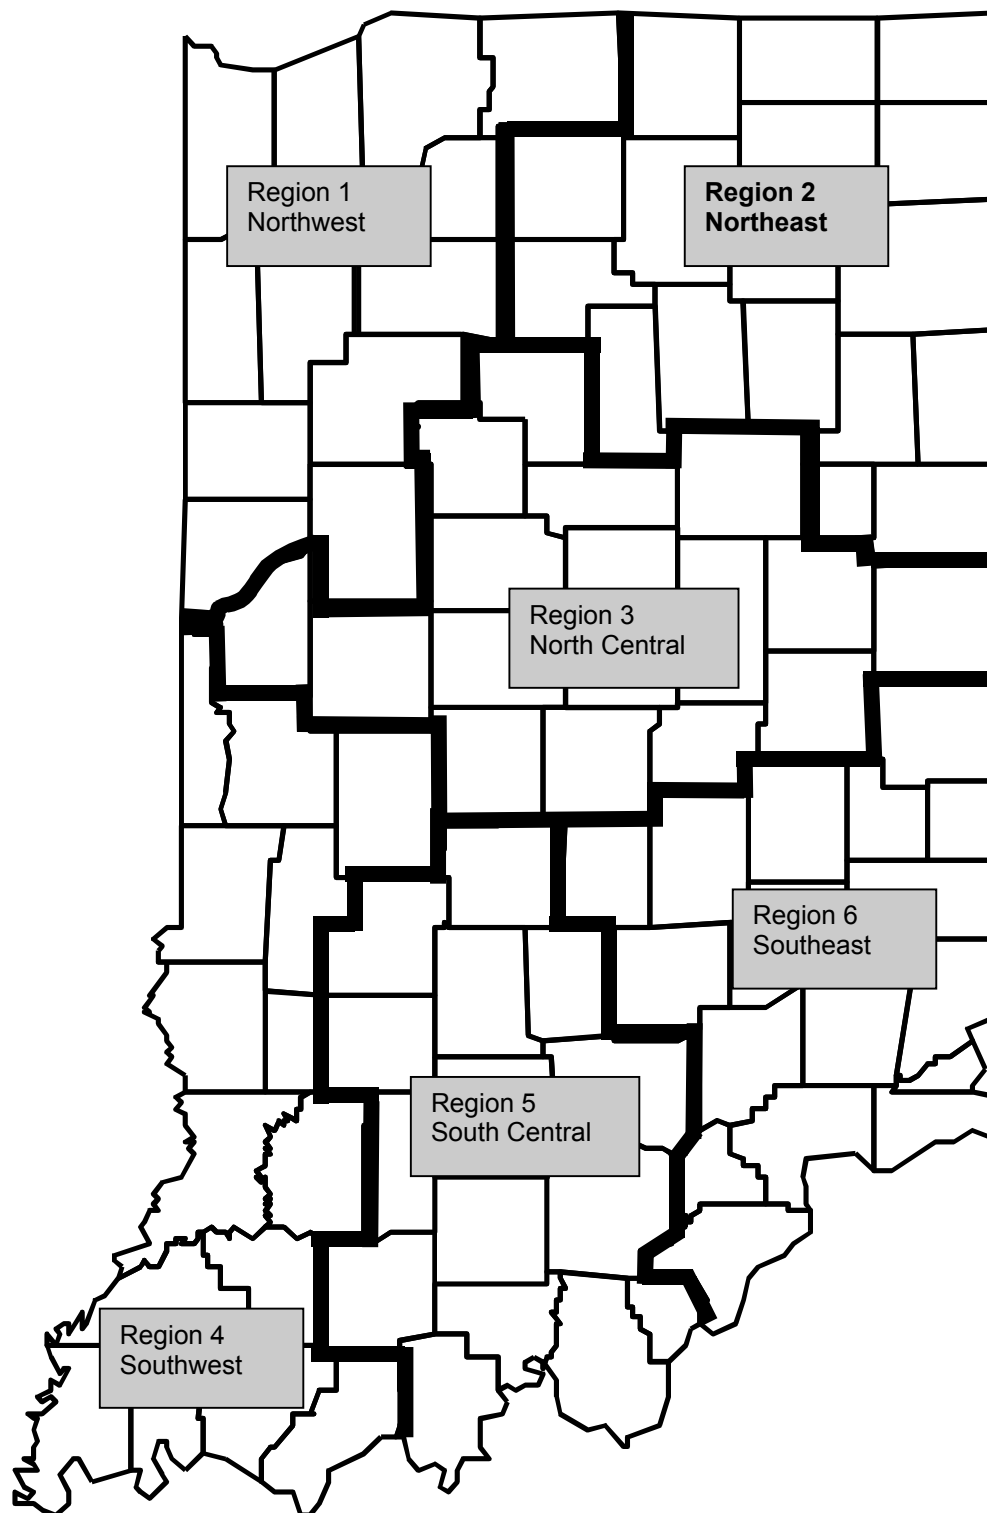 Region 1
Northwest
Region 2
Northeast
Region 3
North Central
Region 6
Southeast
Region 5
South Central
Region 4
Southwest